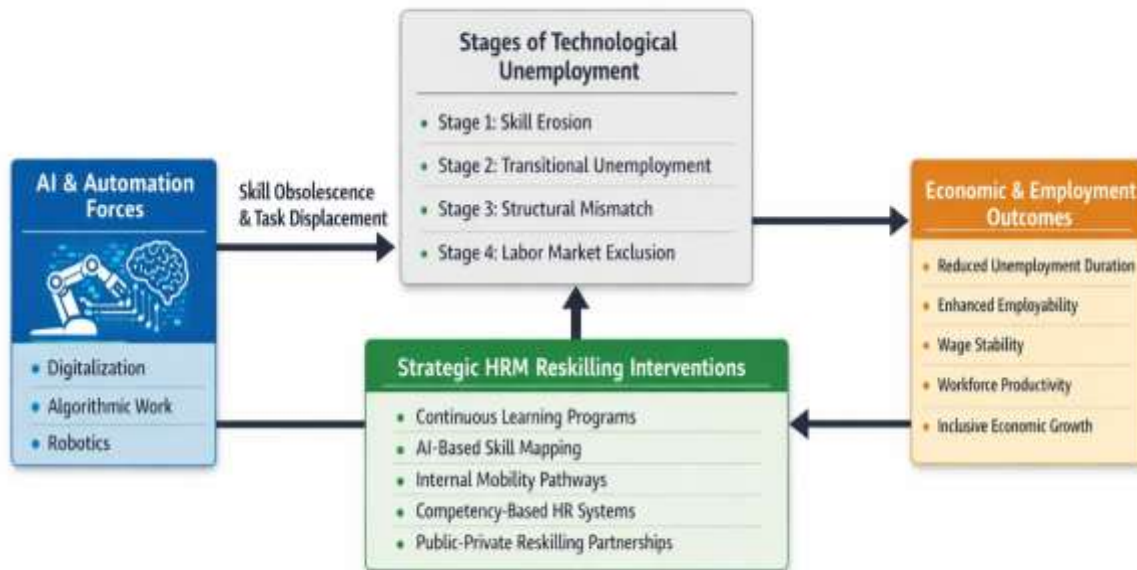 Stages of Technological
Unemployment
• Stage 1: Skill Erosion
• Stage 2: Transitional Unemployment
• Stage 3: Structural Mismatch
• Stage 4: Labor Market Exclusion
AI & Automation
Forces
• Digitalization
• Algorithmic Work
• Robotics
Skill Obsolescence
& Task Displacement
Economic & Employment
Outcomes
• Reduced Unemployment Duration
• Enhanced Employability
• Wage Stability
• Workforce Productivity
• Inclusive Economic Growth
Strategic HRM Reskilling Interventions
• Continuous Learning Programs
• AI-Based Skill Mapping
• Internal Mobility Pathways
• Competency-Based HR Systems
• Public-Private Reskilling Partnerships